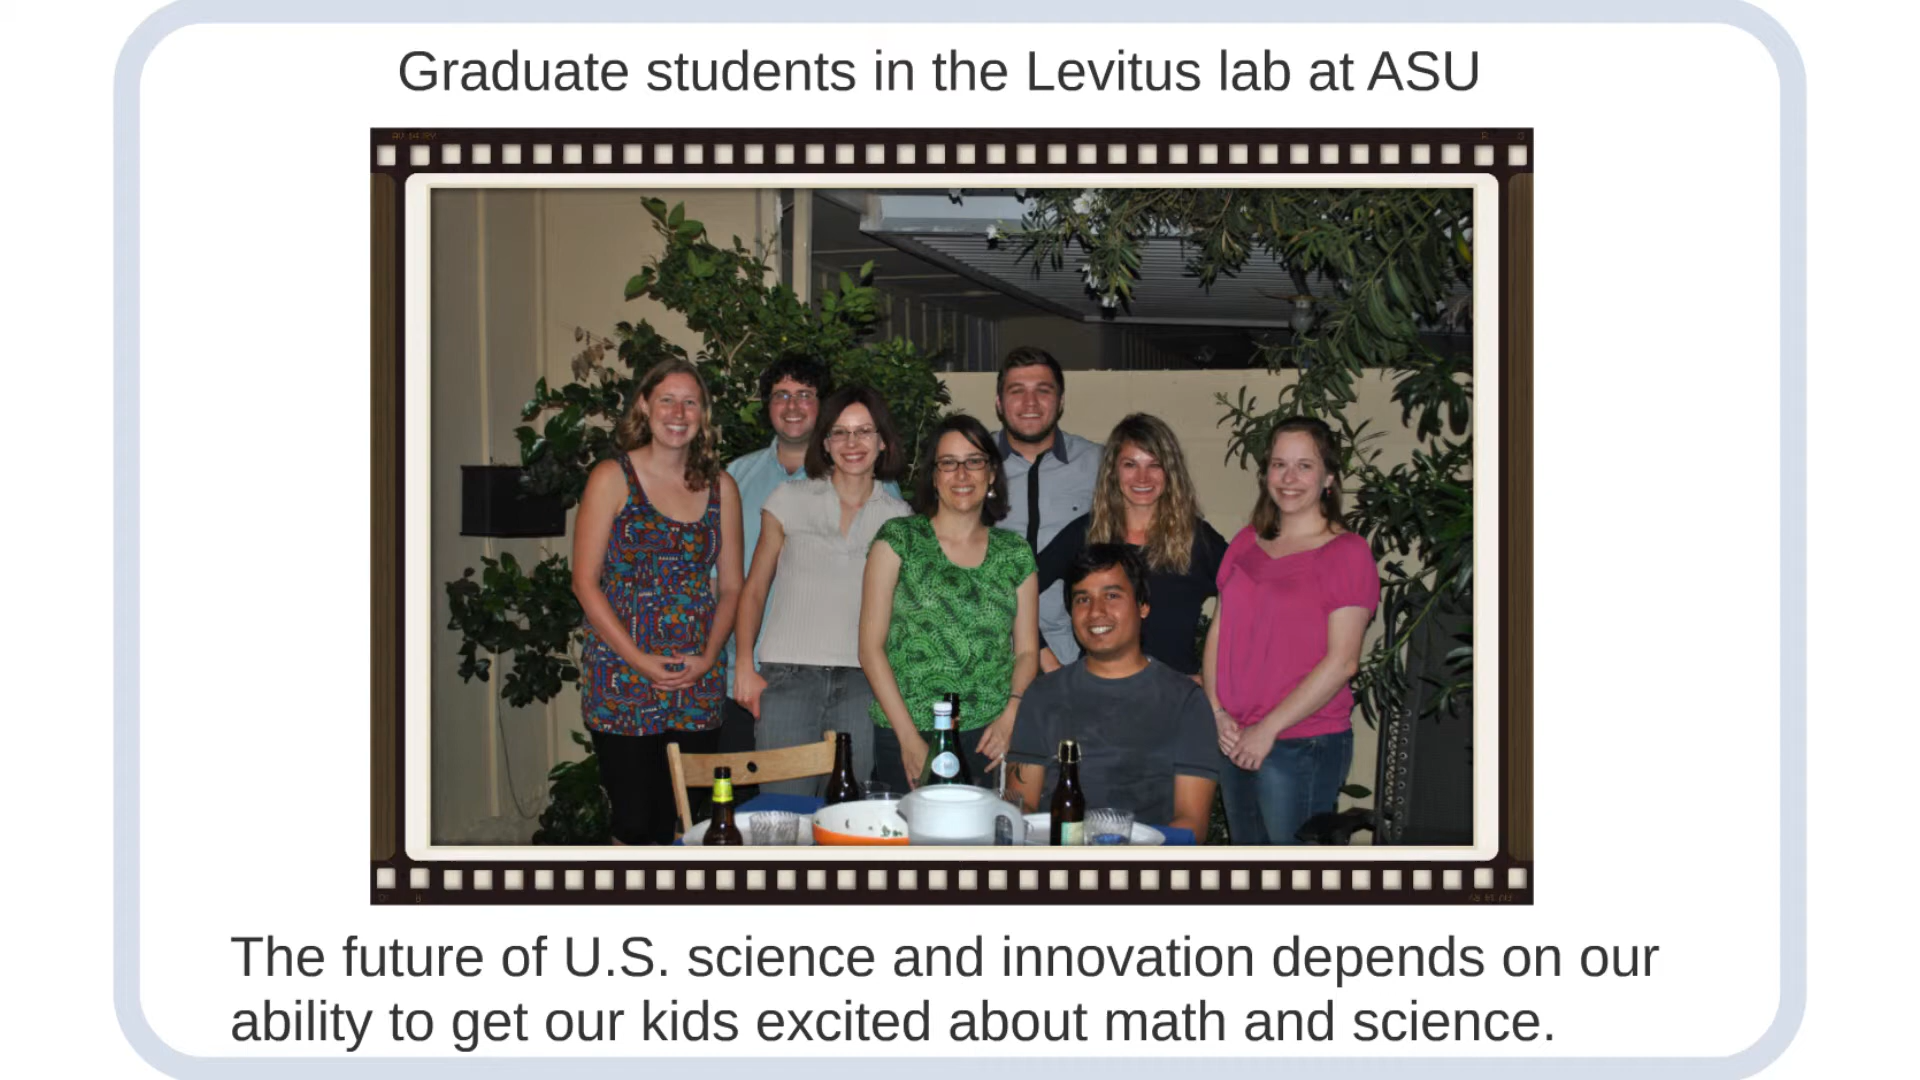 Graduate students in the Levitus lab at ASU
The future of U.S. science and innovation depends on our
ability to get our kids excited about math and science.